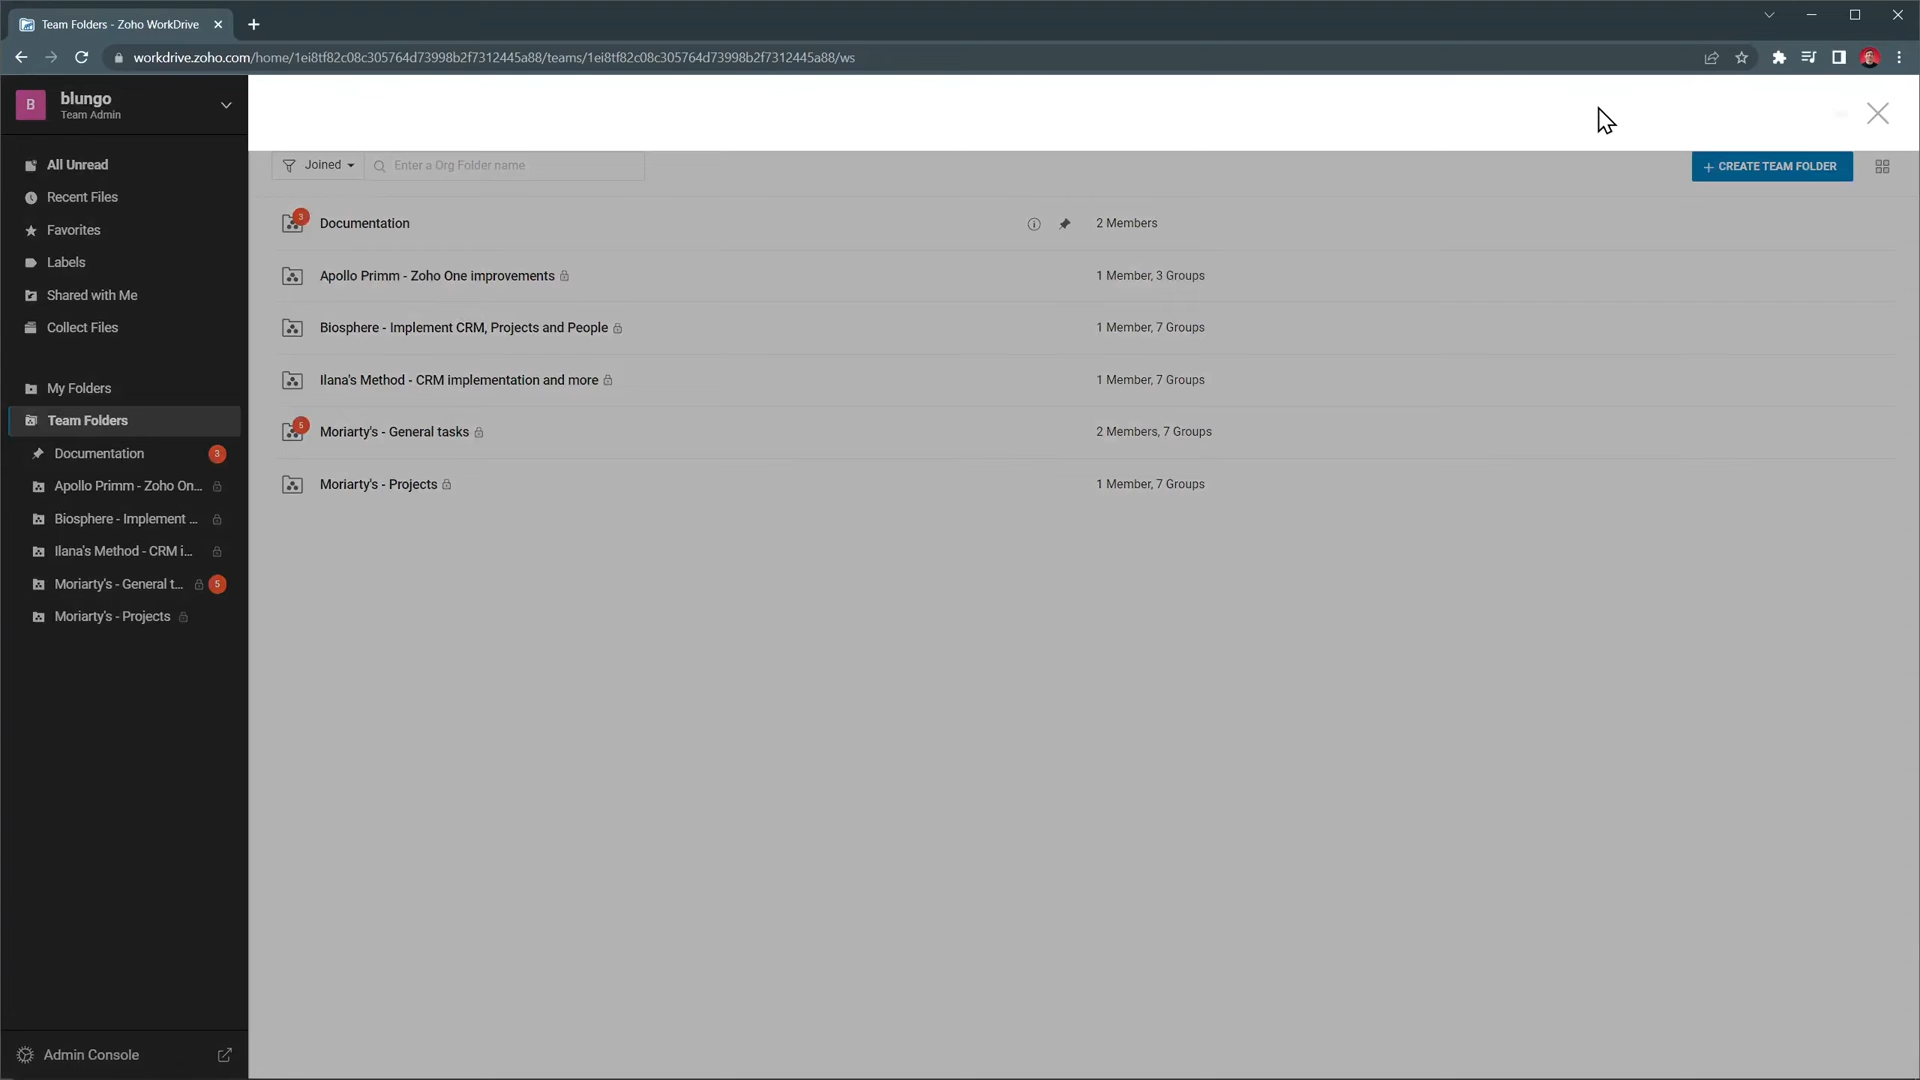 Team Folders - Zoho WorkDrive
workdrive.zoho.com/home/1ei8tf82c08c305764d73998b2f7312445a88/teams/1ei8tf82c08c305764d73998b2f7312445a88/ws
B
blungo
Team Admin
All Unread
Recent Files
Favorites
Labels
Shared with Me
Collect Files
My Folders
Team Folders
Documentation 3
Apollo Primm - Zoho On...
Biosphere - Implement ...
Ilana's Method - CRM i...
Moriarty's - General t... 5
Moriarty's - Projects
Admin Console
Joined Enter a Org Folder name
+ CREATE TEAM FOLDER
3 Documentation 2 Members
Apollo Primm - Zoho One improvements 1 Member, 3 Groups
Biosphere - Implement CRM, Projects and People 1 Member, 7 Groups
Ilana's Method - CRM implementation and more 1 Member, 7 Groups
5 Moriarty's - General tasks 2 Members, 7 Groups
Moriarty's - Projects 1 Member, 7 Groups